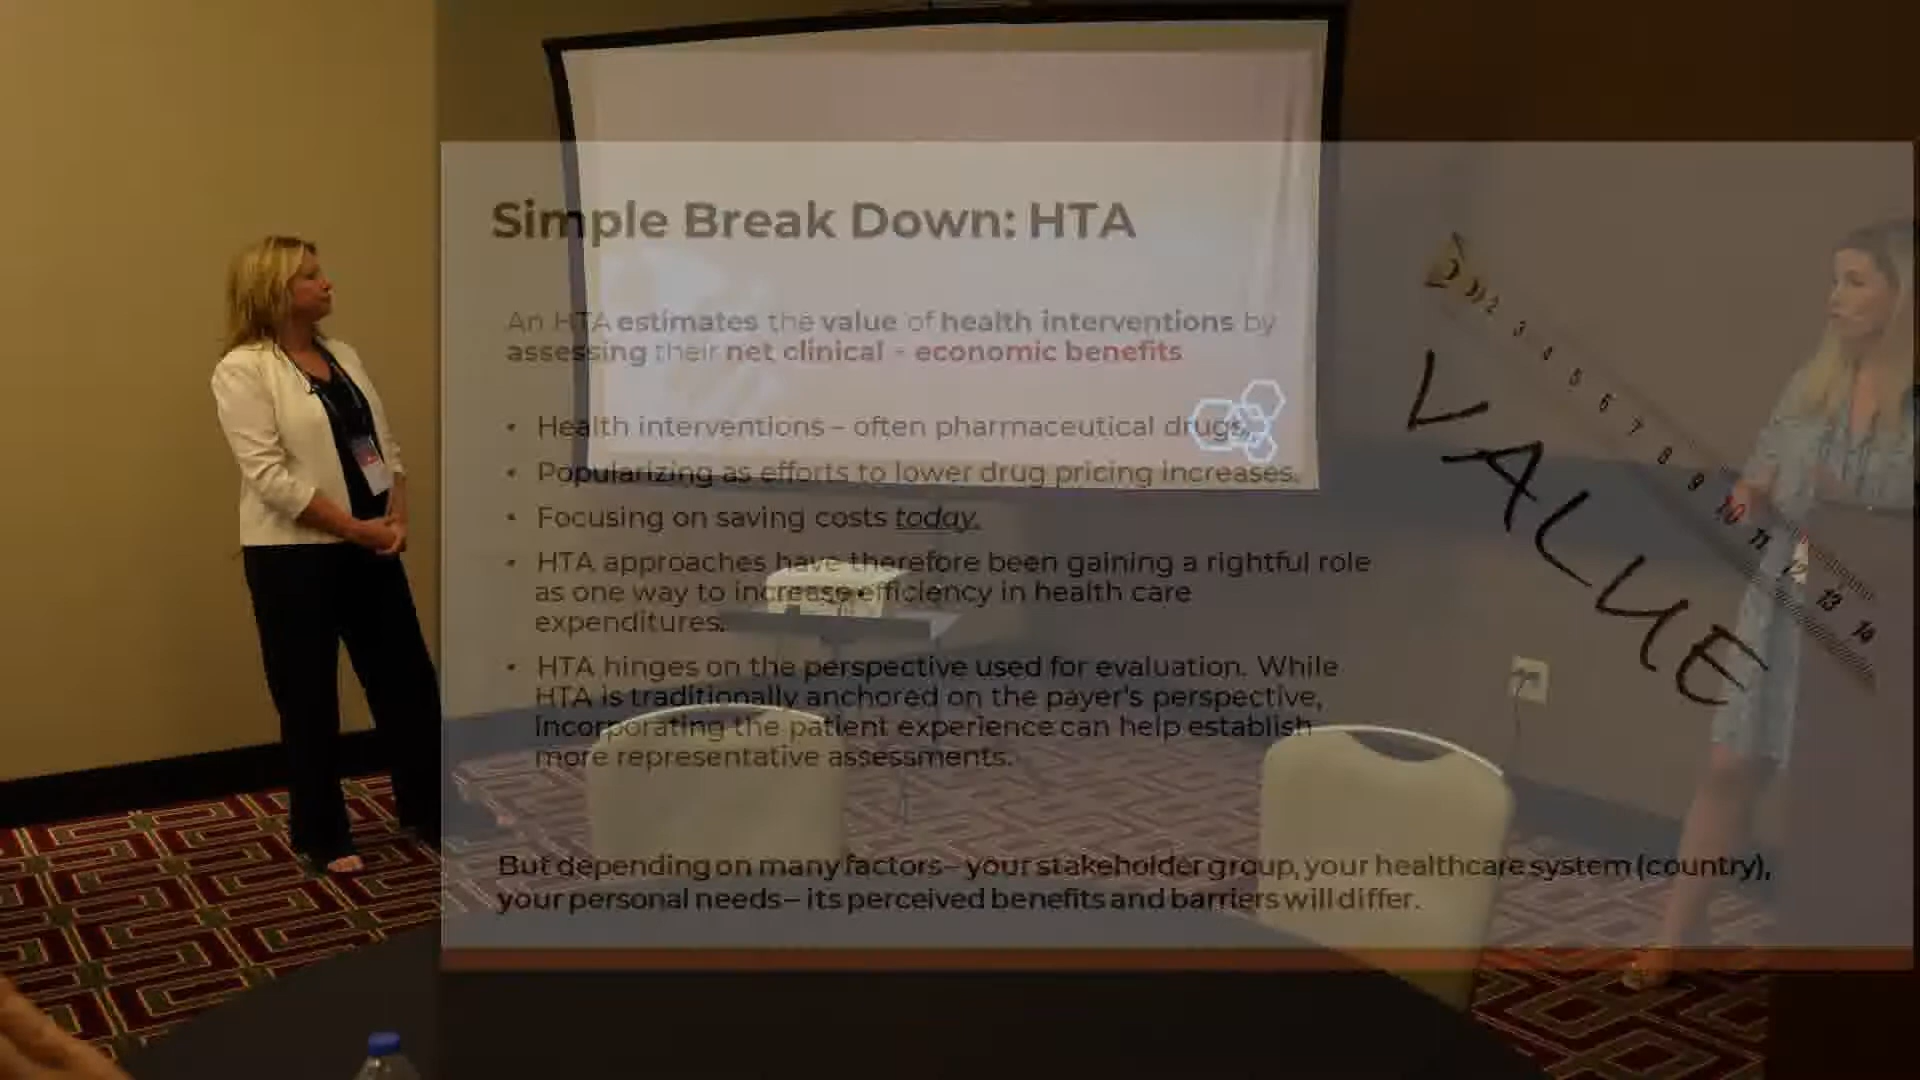 Simple Break Down: HTA
An HTA estimates the value of health interventions by
assessing their net clinical - economic benefits
• Health interventions – often pharmaceutical drugs.
• Popularizing as efforts to lower drug pricing increases.
• Focusing on saving costs today.
• HTA approaches have therefore been gaining a rightful role
as one way to increase efficiency in health care
expenditures.
• HTA hinges on the perspective used for evaluation. While
HTA is traditionally anchored on the payer's perspective,
incorporating the patient experience can help establish
more representative assessments.
2 3 4 5 6 7 8 9 10 11 12 13 14
VALUE
But depending on many factors – your stakeholder group, your healthcare system (country),
your personal needs – its perceived benefits and barriers will differ.